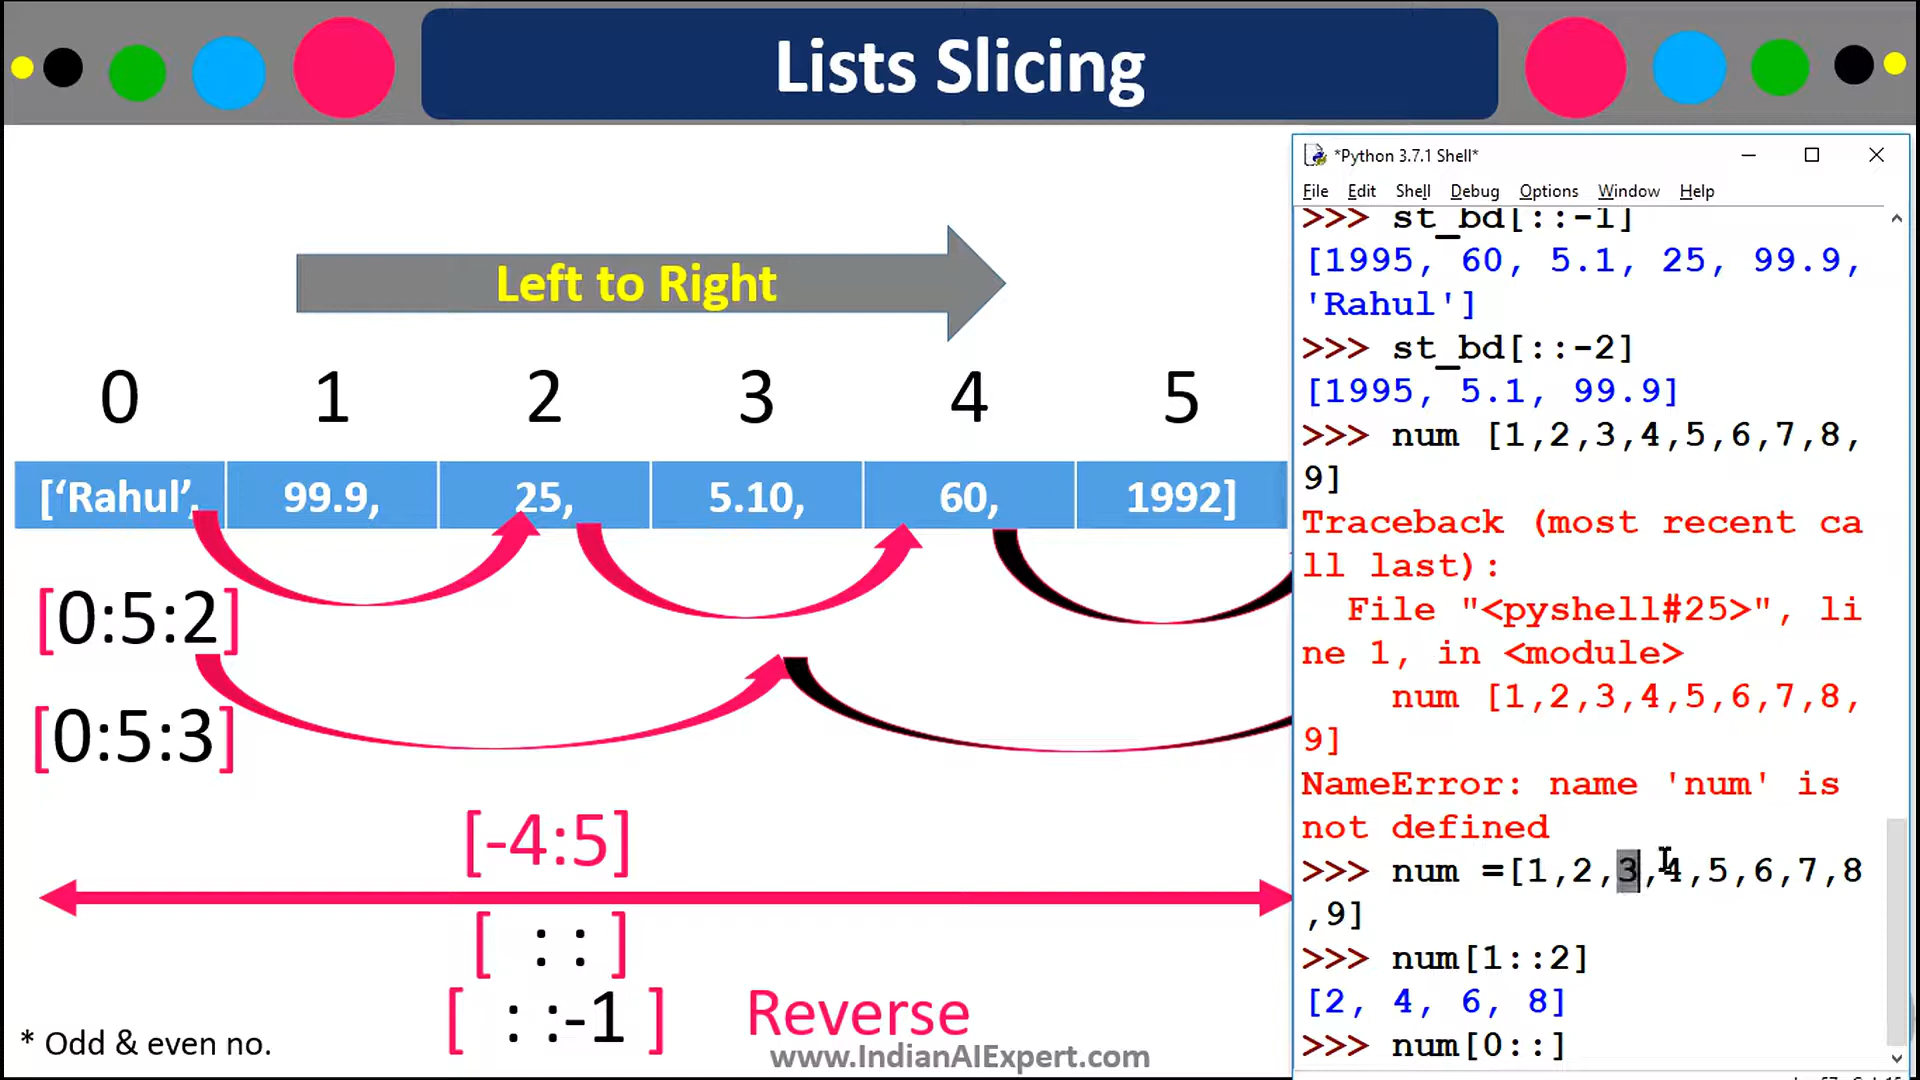 Lists Slicing
Left to Right
0 1 2 3 4 5
[‘Rahul’, 99.9, 25, 5.10, 60, 1992]
[0:5:2]
[0:5:3]
[-4:5]
[ : : ]
[ : :-1 ] Reverse
* Odd & even no.
www.IndianAIExpert.com
*Python 3.7.1 Shell*
File Edit Shell Debug Options Window Help
>>> st_bd[::-1]
[1995, 60, 5.1, 25, 99.9,
'Rahul']
>>> st_bd[::-2]
[1995, 5.1, 99.9]
>>> num [1,2,3,4,5,6,7,8,
9]
Traceback (most recent ca
ll last):
File "<pyshell#25>", li
ne 1, in <module>
num [1,2,3,4,5,6,7,8,
9]
NameError: name 'num' is
not defined
>>> num =[1,2,3,4,5,6,7,8
,9]
>>> num[1::2]
[2, 4, 6, 8]
>>> num[0::]